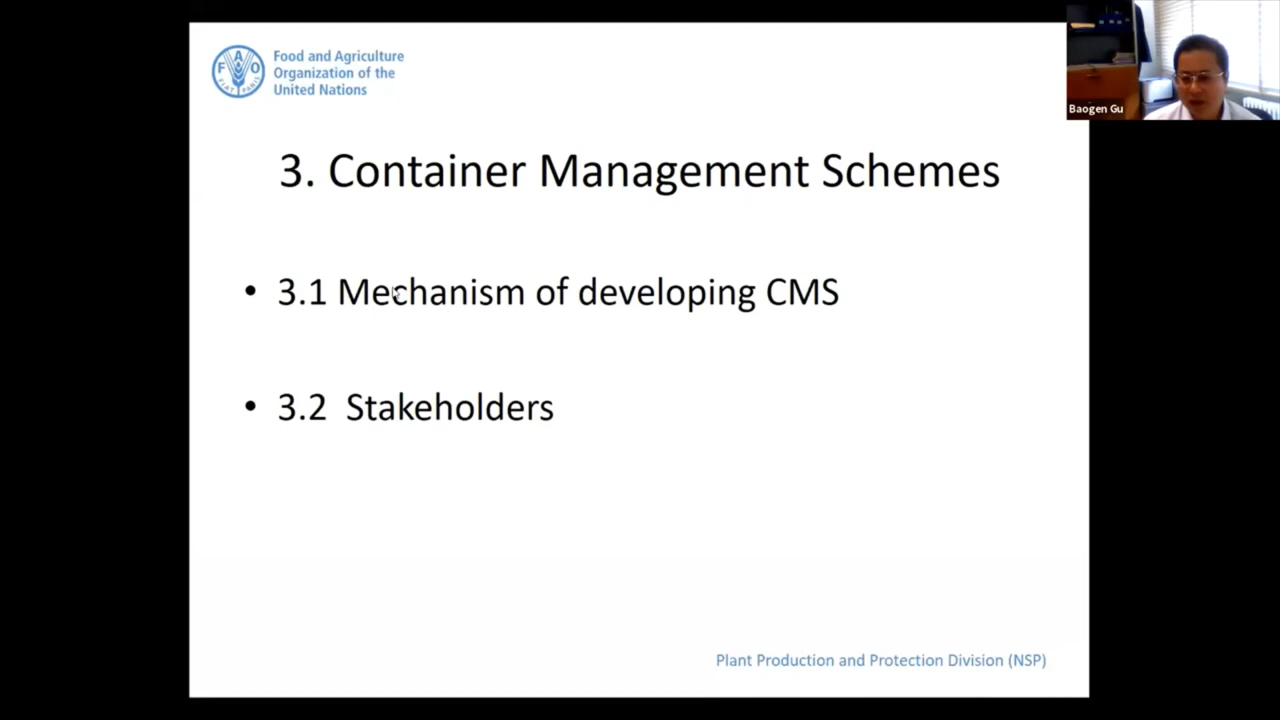 Food and Agriculture
Organization of the
United Nations
Baogen Gu
3. Container Management Schemes
• 3.1 Mechanism of developing CMS
• 3.2 Stakeholders
Plant Production and Protection Division (NSP)